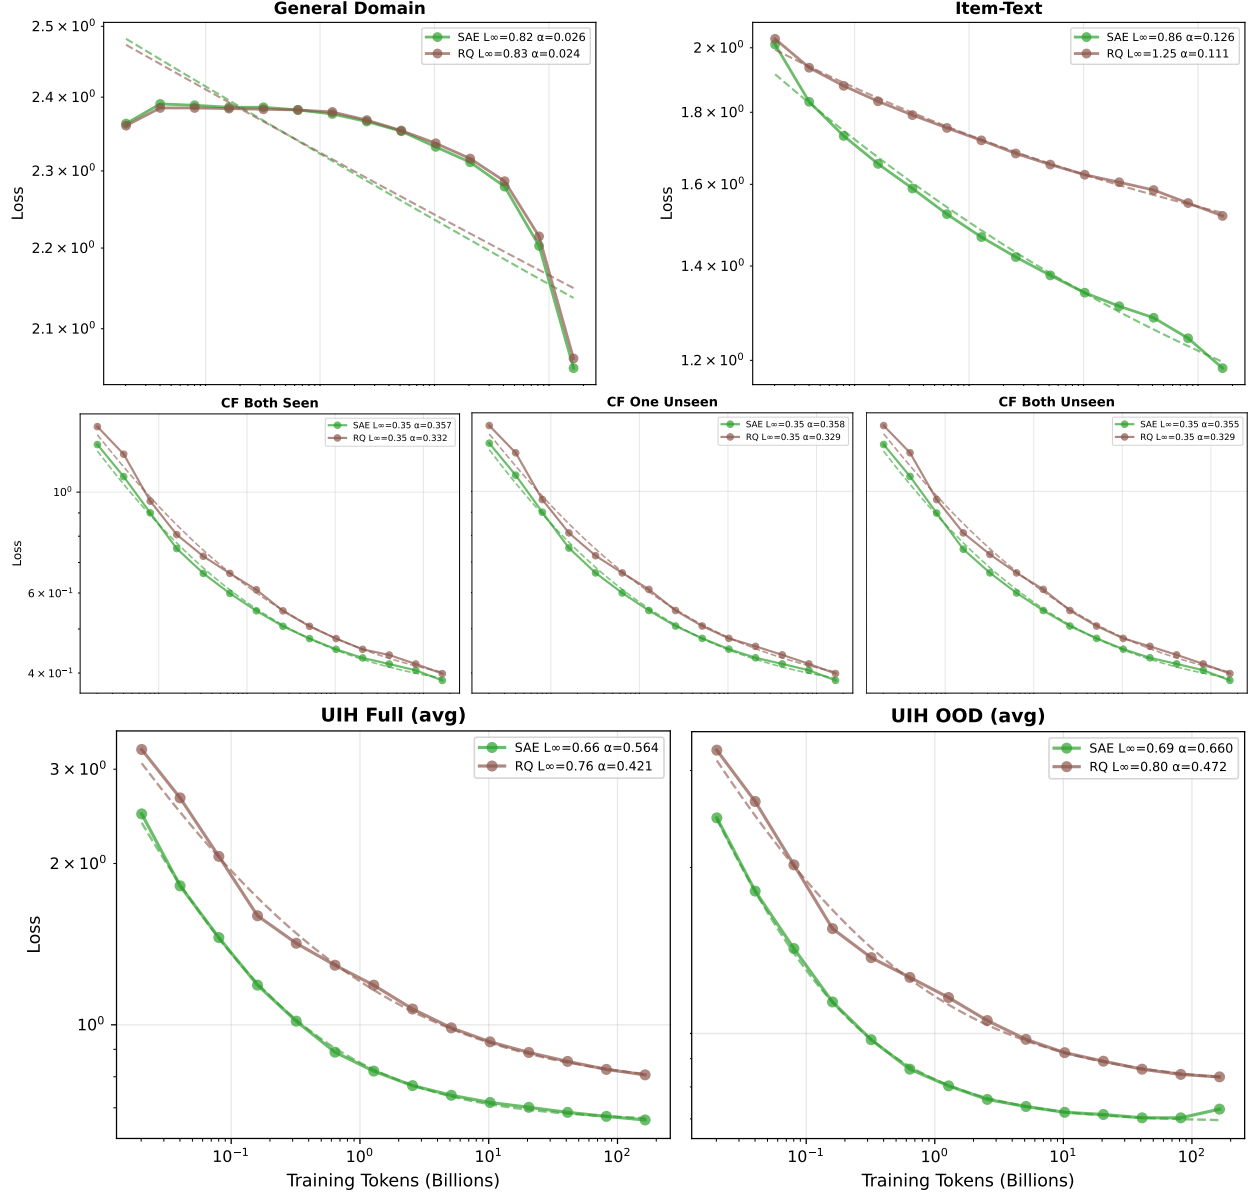 General Domain
2.5 × 10⁰
2.4 × 10⁰
2.3 × 10⁰
2.2 × 10⁰
2.1 × 10⁰
Loss
SAE L∞=0.82 α=0.026
RQ L∞=0.83 α=0.024
Item-Text
2 × 10⁰
1.8 × 10⁰
1.6 × 10⁰
1.4 × 10⁰
1.2 × 10⁰
Loss
SAE L∞=0.86 α=0.126
RQ L∞=1.25 α=0.111
CF Both Seen
10⁰
6 × 10⁻¹
4 × 10⁻¹
Loss
SAE L∞=0.35 α=0.357
RQ L∞=0.35 α=0.332
CF One Unseen
SAE L∞=0.35 α=0.358
RQ L∞=0.35 α=0.329
CF Both Unseen
SAE L∞=0.35 α=0.355
RQ L∞=0.35 α=0.329
UIH Full (avg)
3 × 10⁰
2 × 10⁰
10⁰
Loss
SAE L∞=0.66 α=0.564
RQ L∞=0.76 α=0.421
10⁻¹ 10⁰ 10¹ 10²
Training Tokens (Billions)
UIH OOD (avg)
SAE L∞=0.69 α=0.660
RQ L∞=0.80 α=0.472
10⁻¹ 10⁰ 10¹ 10²
Training Tokens (Billions)